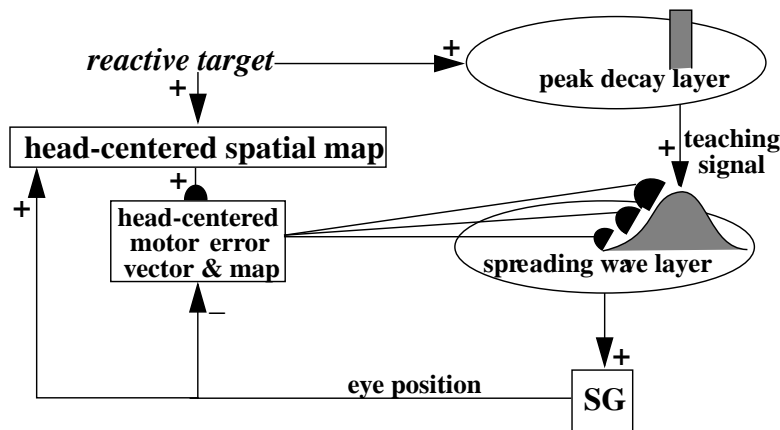 reactive target
+
+
peak decay layer
head-centered spatial map
+
teaching
signal
+
+
head-centered
motor error
vector & map
spreading wave layer
−
+
eye position
SG